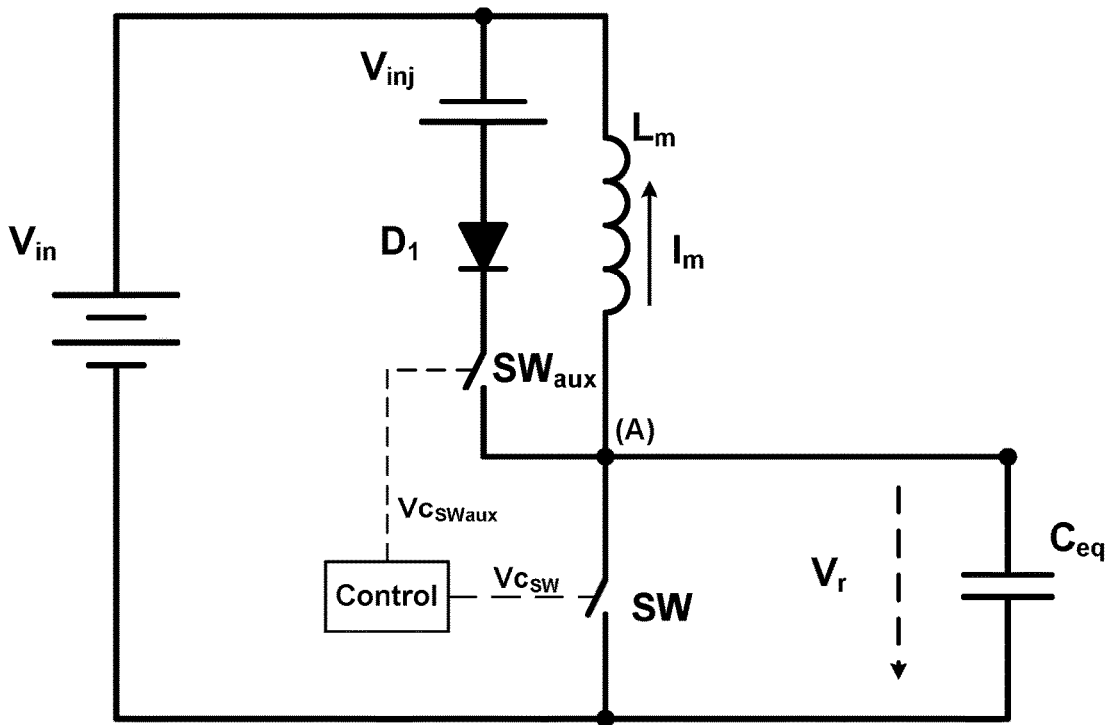 V_inj
L_m
V_in
D_1
I_m
SW_aux
(A)
Vc_SWaux
C_eq
V_r
Vc_SW
Control
SW